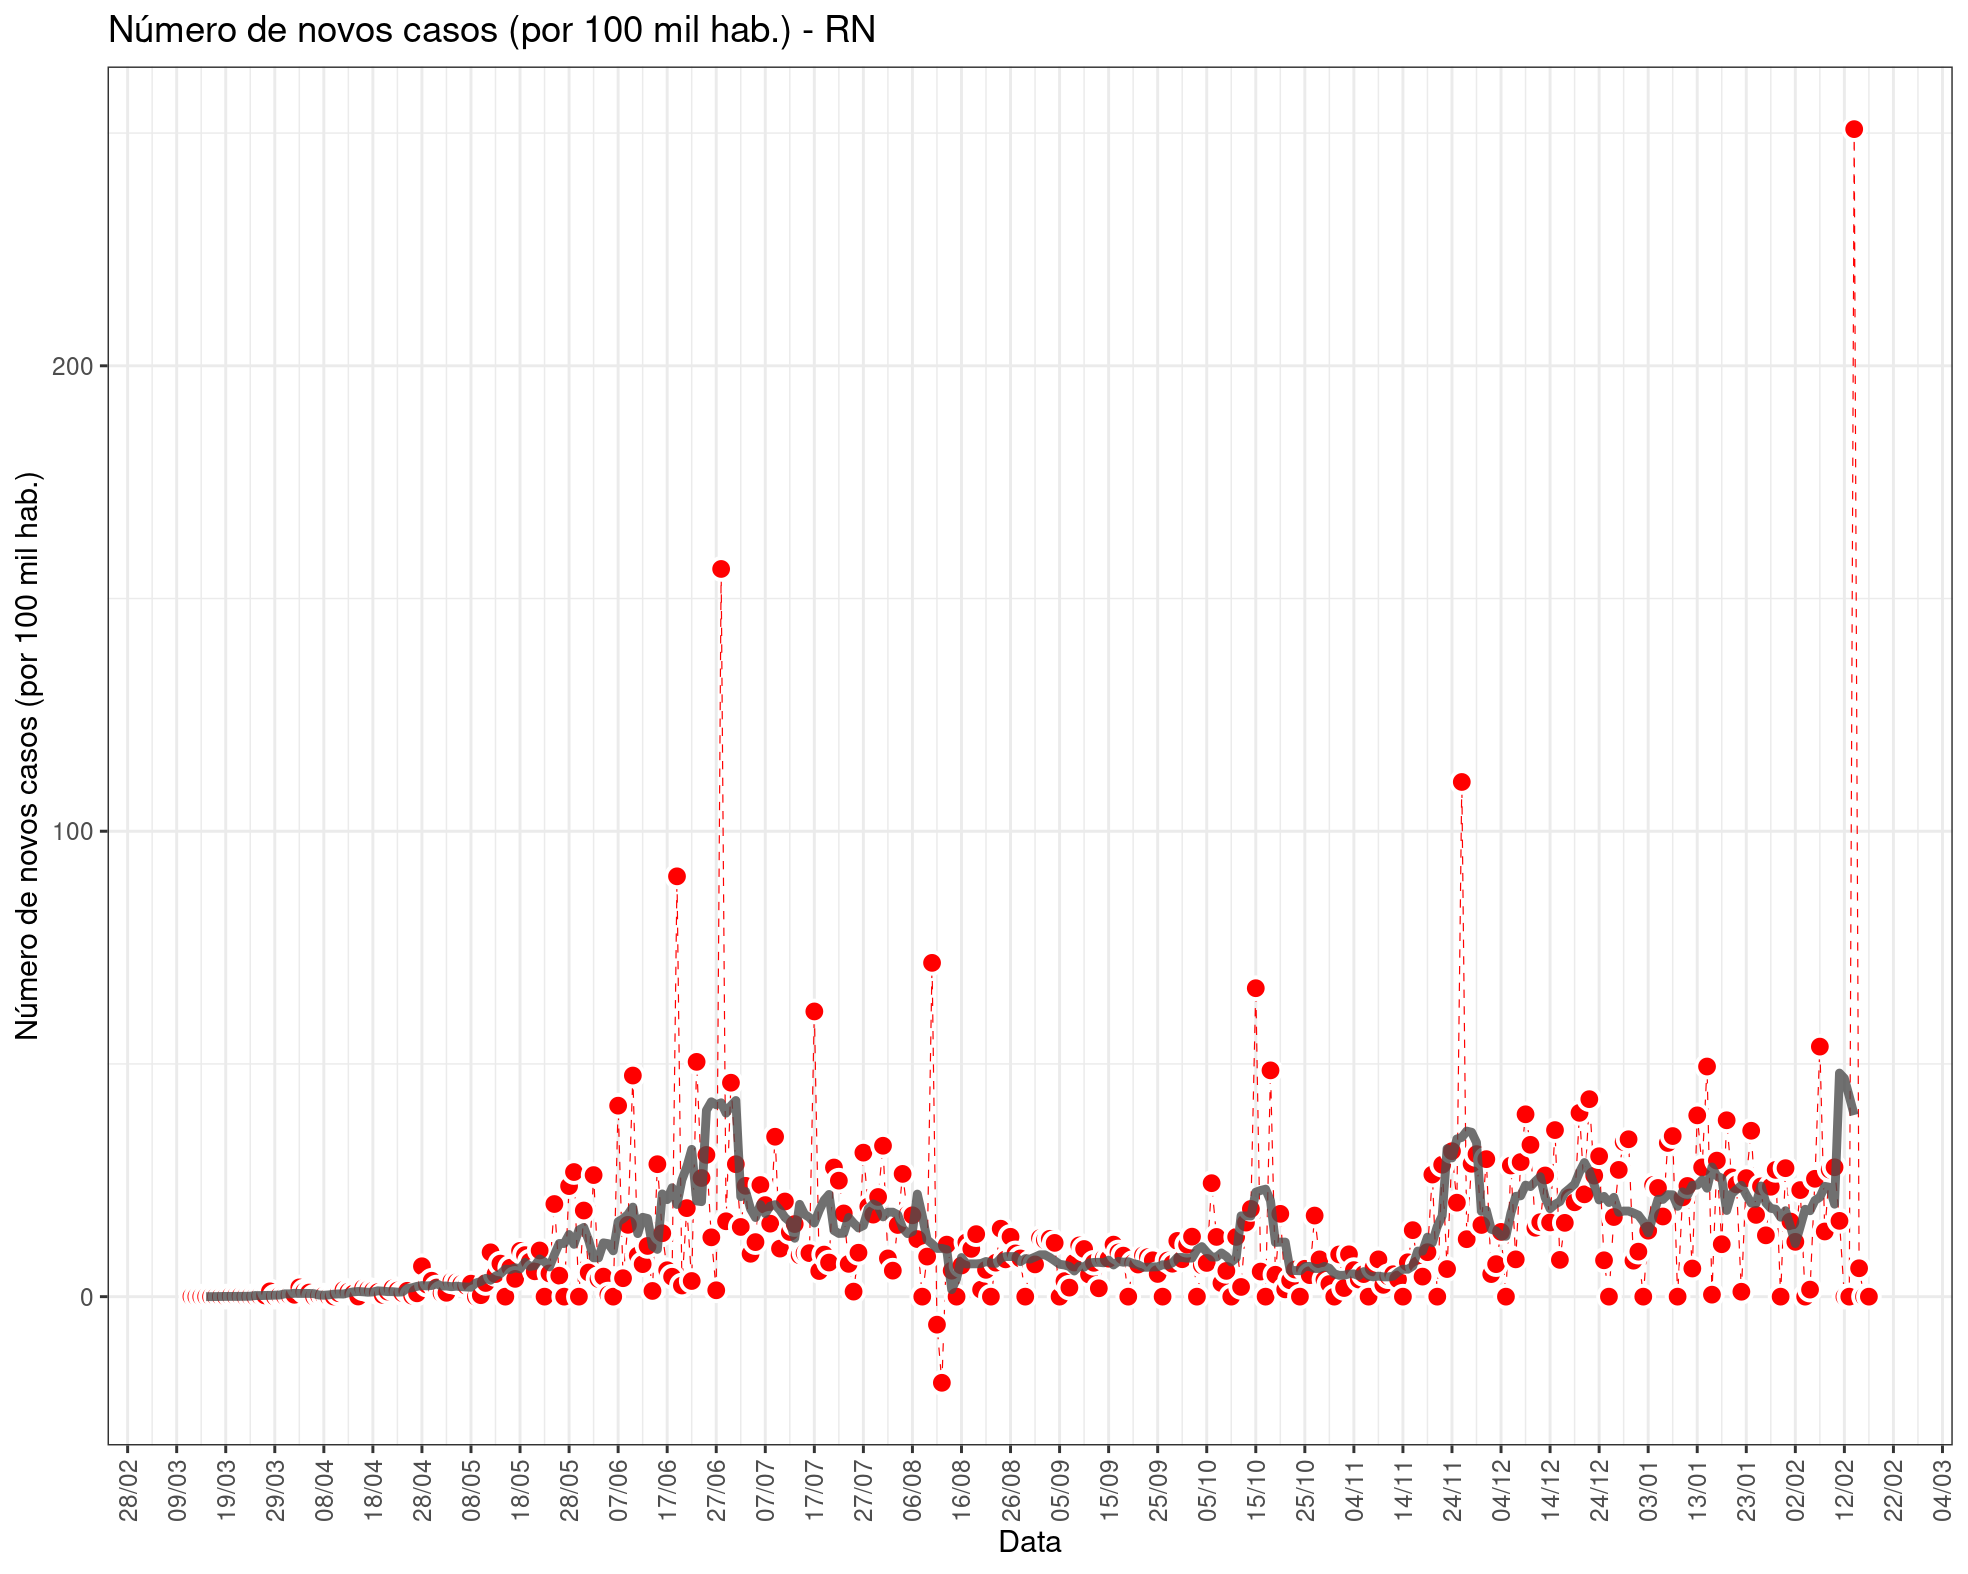 Número de novos casos (por 100 mil hab.) - RN
Número de novos casos (por 100 mil hab.)
200
100
0
28/02 09/03 19/03 29/03 08/04 18/04 28/04 08/05 18/05 28/05 07/06 17/06 27/06 07/07 17/07 27/07 06/08 16/08 26/08 05/09 15/09 25/09 05/10 15/10 25/10 04/11 14/11 24/11 04/12 14/12 24/12 03/01 13/01 23/01 02/02 12/02 22/02 04/03
Data